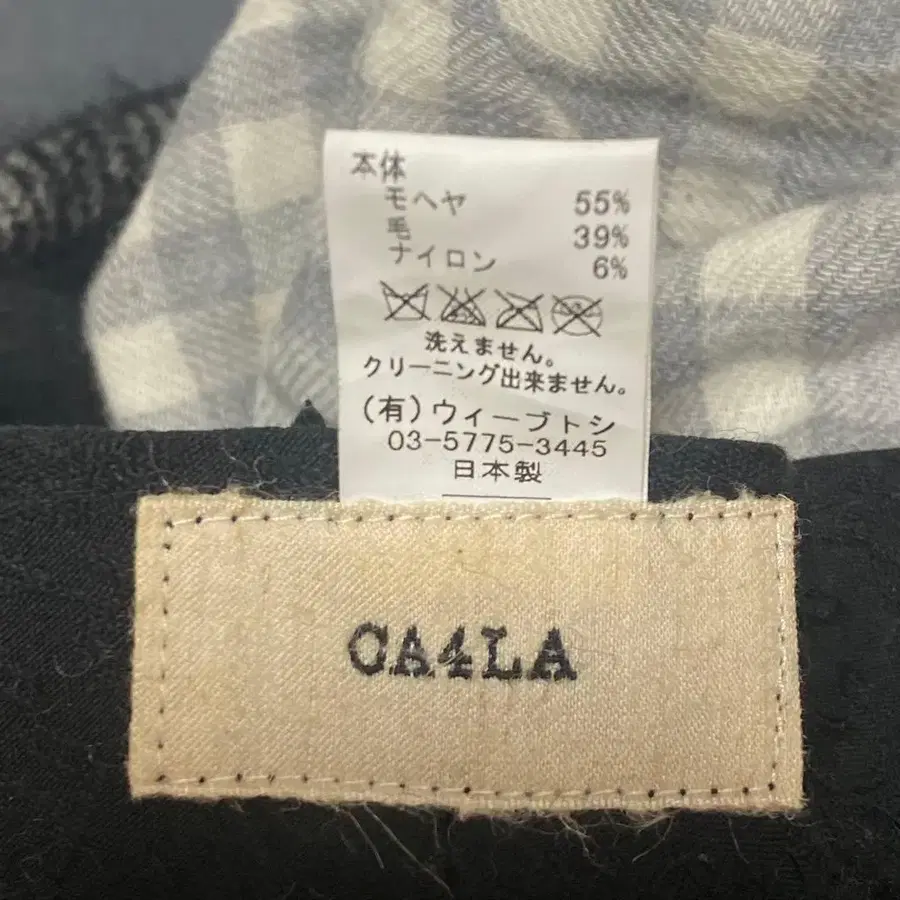 本体
モヘヤ 55%
毛 39%
ナイロン 6%
洗えません。
クリーニング出来ません。
(有)ウィーブトシ
03-5775-3445
日本製
CA4LA